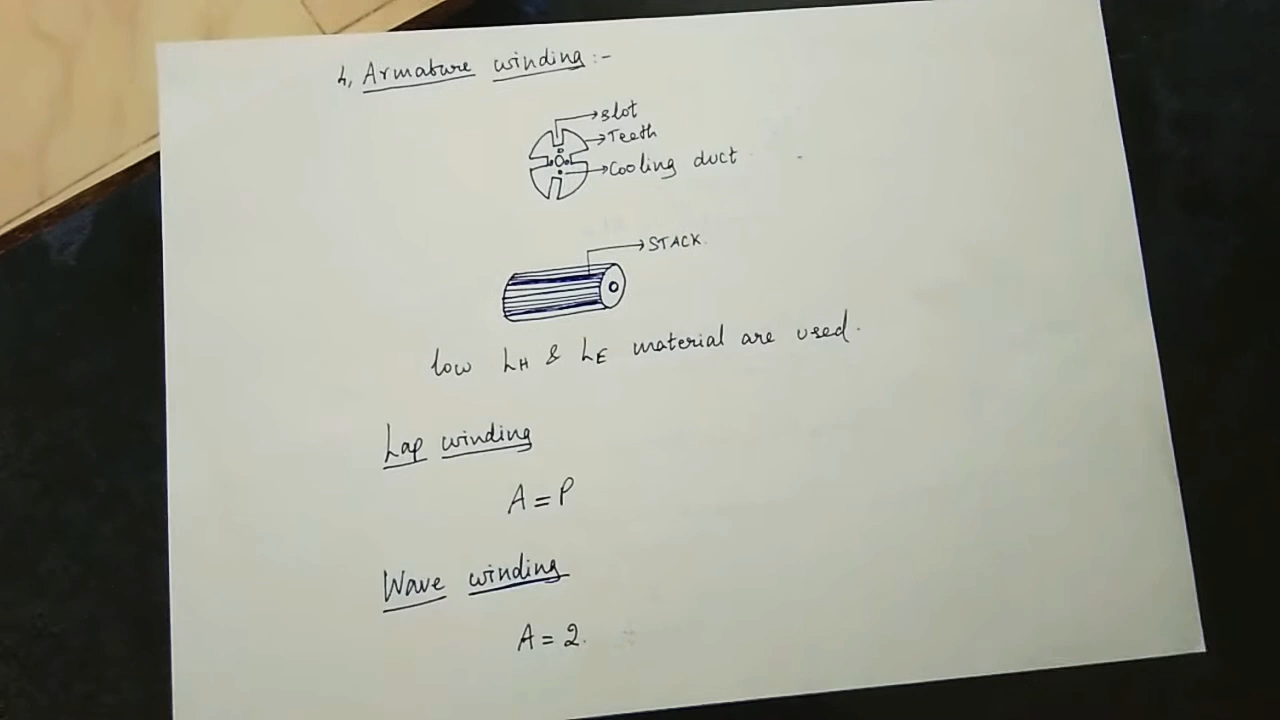 4, Armature winding :-
Slot
Teeth
Cooling duct
STACK.
low LH & LE material are used.
Lap winding
A = P
Wave winding
A = 2.